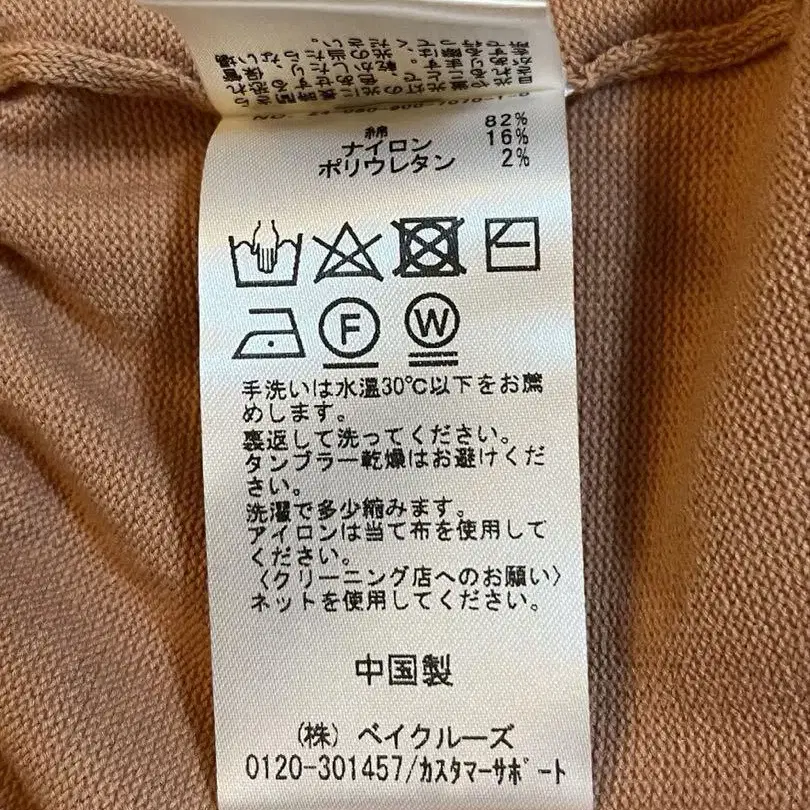 綿 82%
ナイロン 16%
ポリウレタン 2%
F W
手洗いは水温30℃以下をお薦
めします。
裏返して洗ってください。
タンブラー乾燥はお避けくだ
さい。
洗濯で多少縮みます。
アイロンは当て布を使用して
ください。
〈クリーニング店へのお願い〉
ネットを使用してください。
中国製
(株) ベイクルーズ
0120-301457/カスタマーサポート